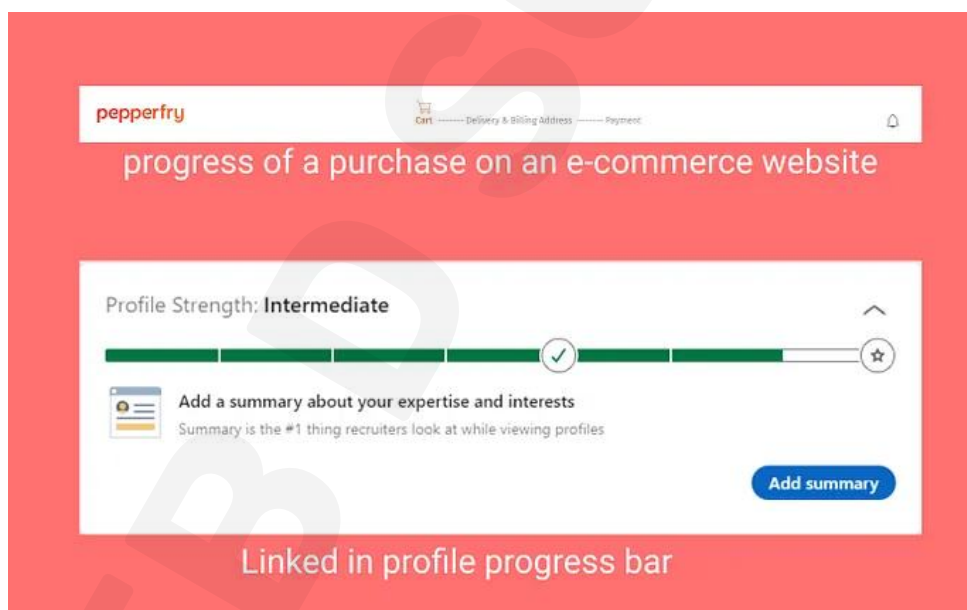 pepperfry
Cart -------- Delivery & Billing Address -------- Payment
progress of a purchase on an e-commerce website
Profile Strength: Intermediate
Add a summary about your expertise and interests
Summary is the #1 thing recruiters look at while viewing profiles
Add summary
Linked in profile progress bar